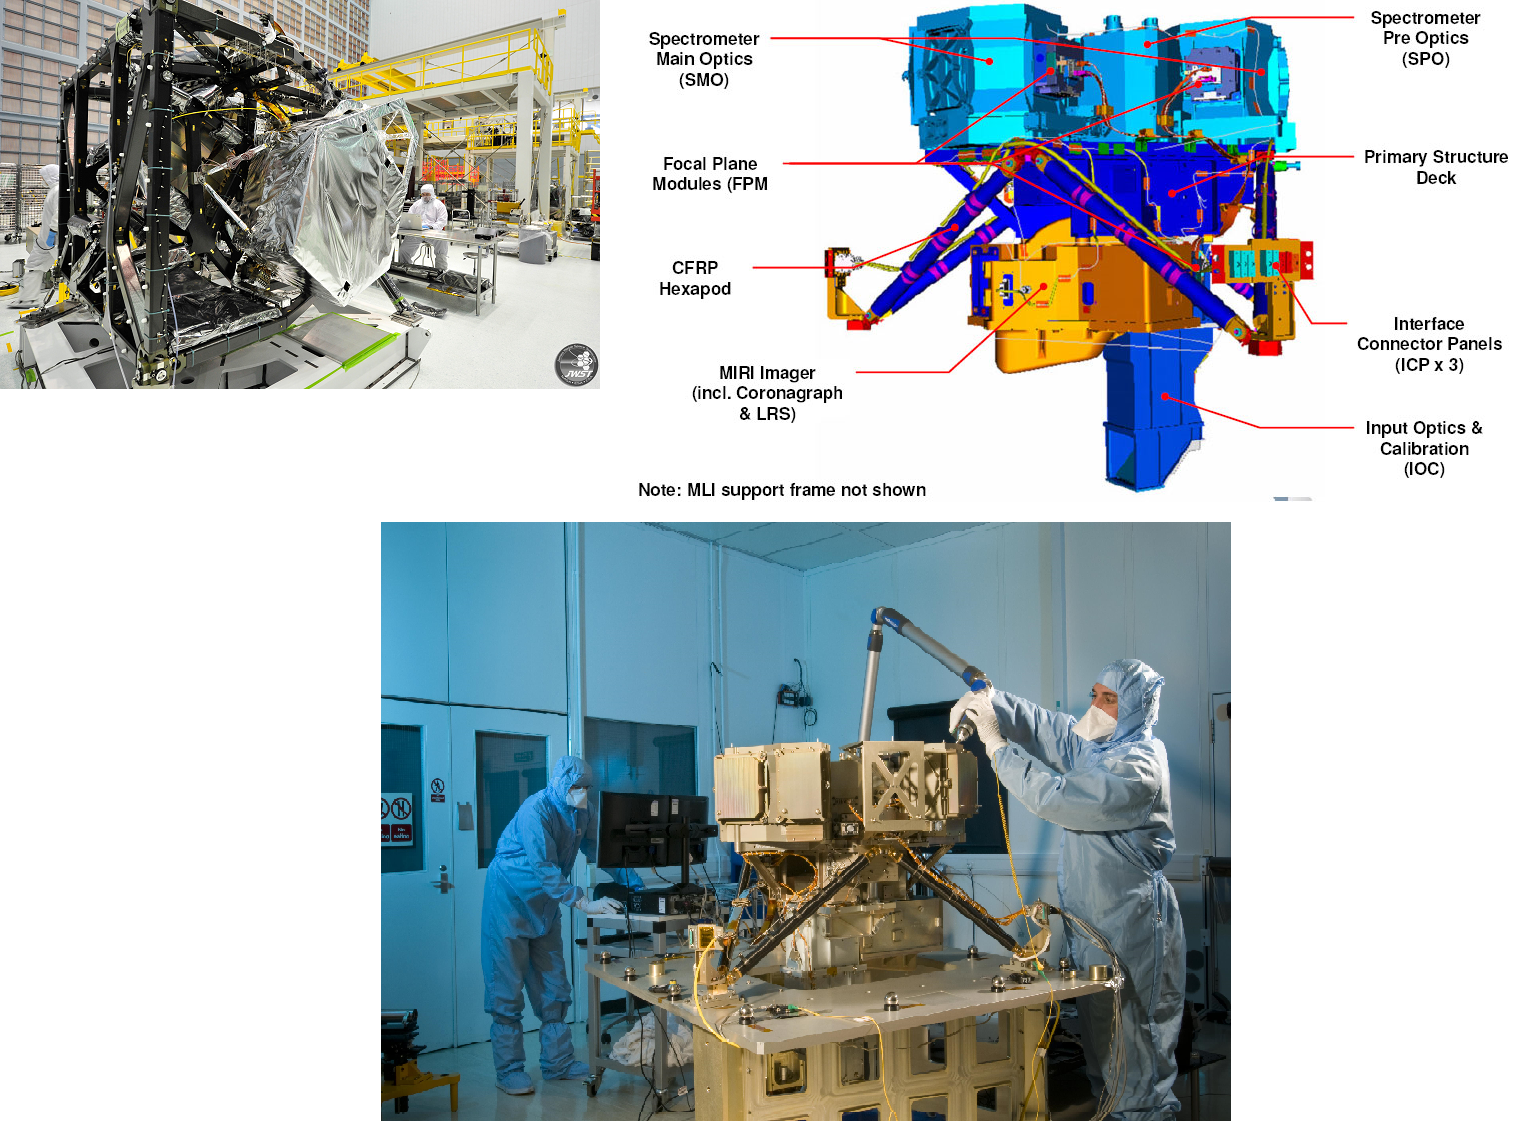 Spectrometer
Main Optics
(SMO)
Spectrometer
Pre Optics
(SPO)
Focal Plane
Modules (FPM
Primary Structure
Deck
CFRP
Hexapod
Interface
Connector Panels
(ICP x 3)
MIRI Imager
(incl. Coronagraph
& LRS)
Input Optics &
Calibration
(IOC)
Note: MLI support frame not shown
JWST